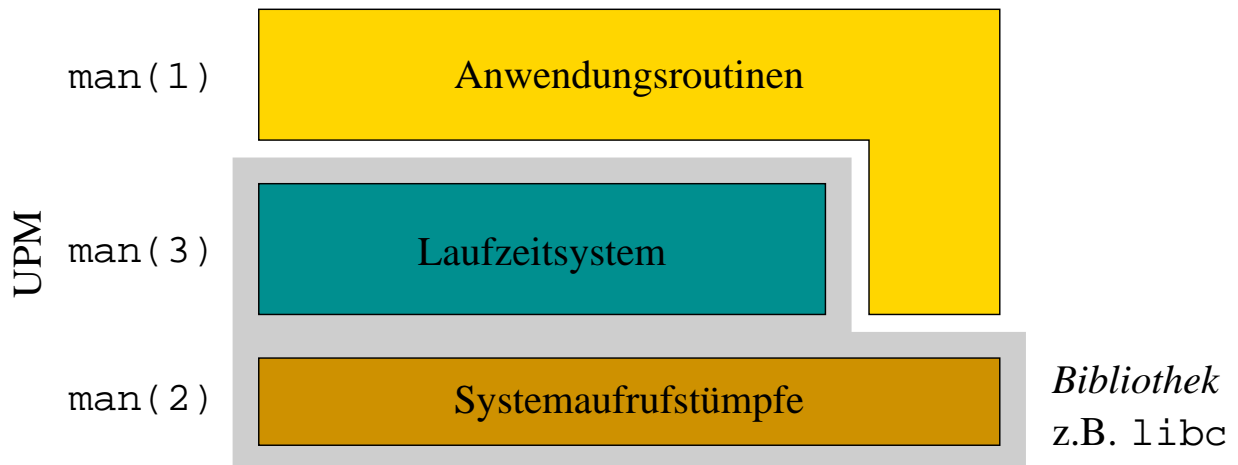 man(1)
Anwendungsroutinen
UPM
man(3)
Laufzeitsystem
man(2)
Systemaufrufstümpfe
Bibliothek
z.B. libc